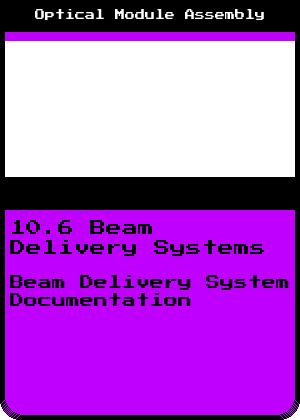 Optical Module Assembly
10.6 Beam
Delivery Systems
Beam Delivery System
Documentation